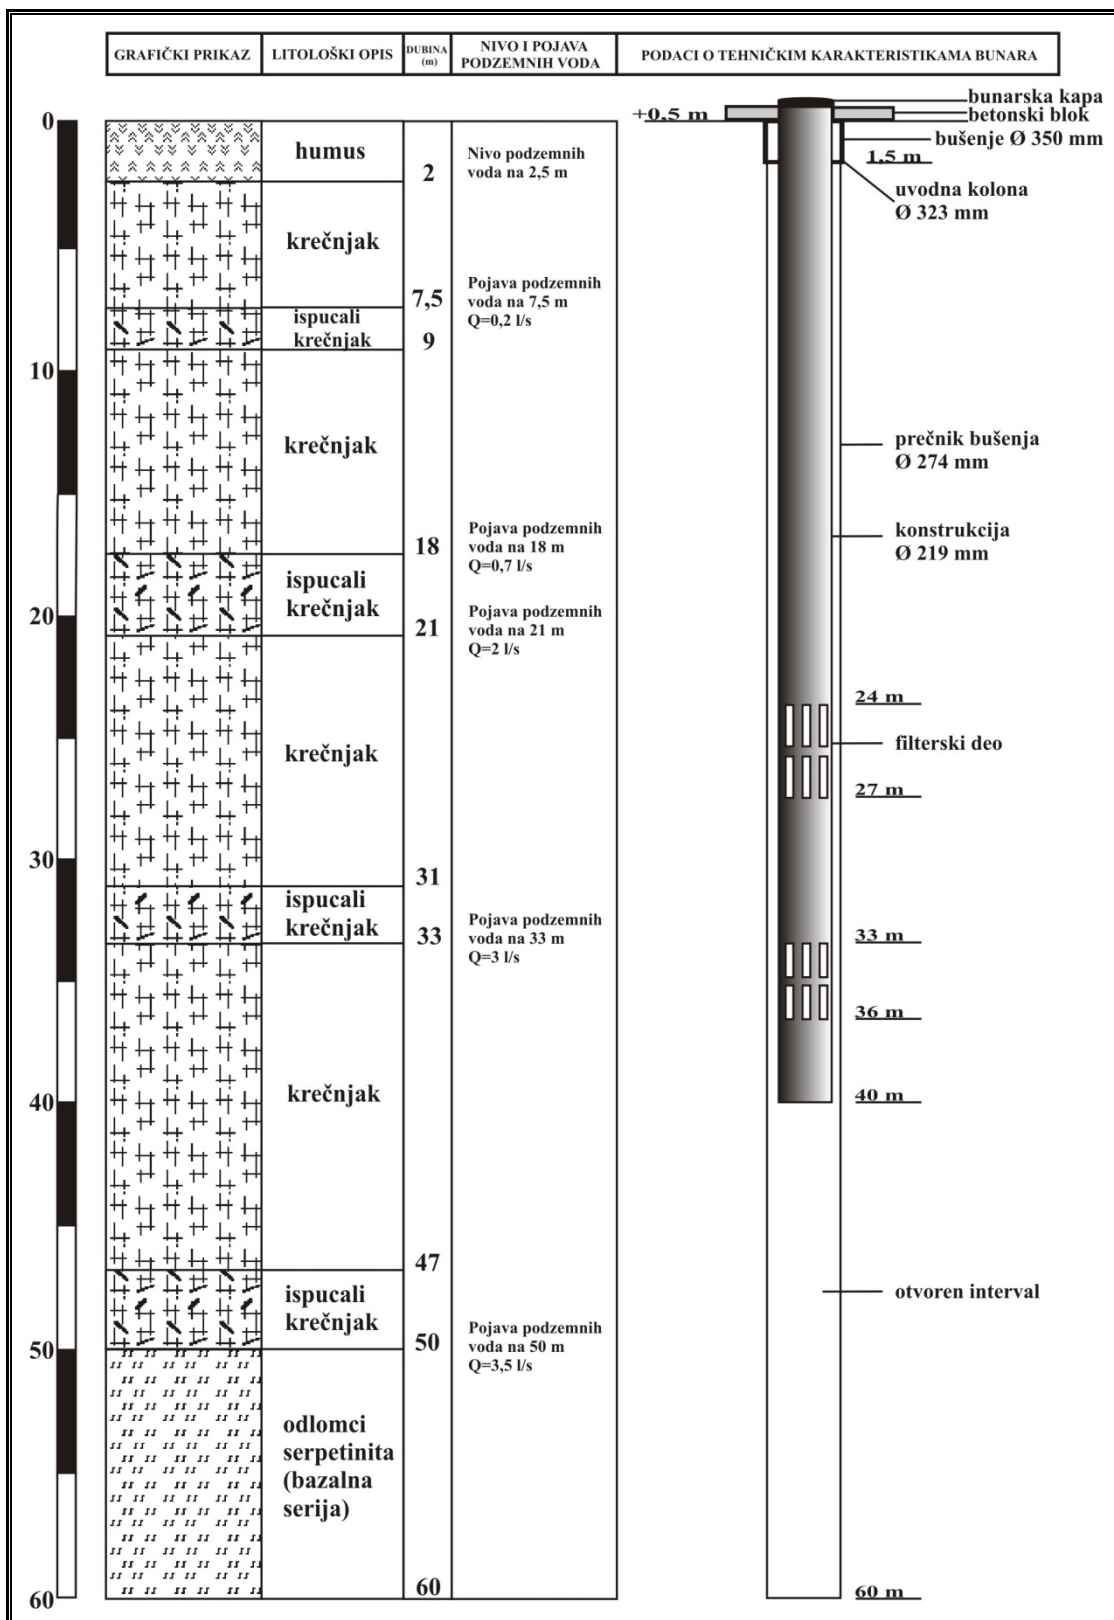 GRAFIČKI PRIKAZ
LITOLOŠKI OPIS
DUBINA
(m)
NIVO I POJAVA
PODZEMNIH VODA
PODACI O TEHNIČKIM KARAKTERISTIKAMA BUNARA
0
10
20
30
40
50
60
humus
krečnjak
ispucali
krečnjak
krečnjak
ispucali
krečnjak
krečnjak
ispucali
krečnjak
krečnjak
ispucali
krečnjak
odlomci
serpetinita
(bazalna
serija)
2
7,5
9
18
21
31
33
47
50
60
Nivo podzemnih
voda na 2,5 m
Pojava podzemnih
voda na 7,5 m
Q=0,2 l/s
Pojava podzemnih
voda na 18 m
Q=0,7 l/s
Pojava podzemnih
voda na 21 m
Q=2 l/s
Pojava podzemnih
voda na 33 m
Q=3 l/s
Pojava podzemnih
voda na 50 m
Q=3,5 l/s
bunarska kapa
+0,5 m
betonski blok
bušenje Ø 350 mm
1,5 m
uvodna kolona
Ø 323 mm
prečnik bušenja
Ø 274 mm
konstrukcija
Ø 219 mm
24 m
filterski deo
27 m
33 m
36 m
40 m
otvoren interval
60 m